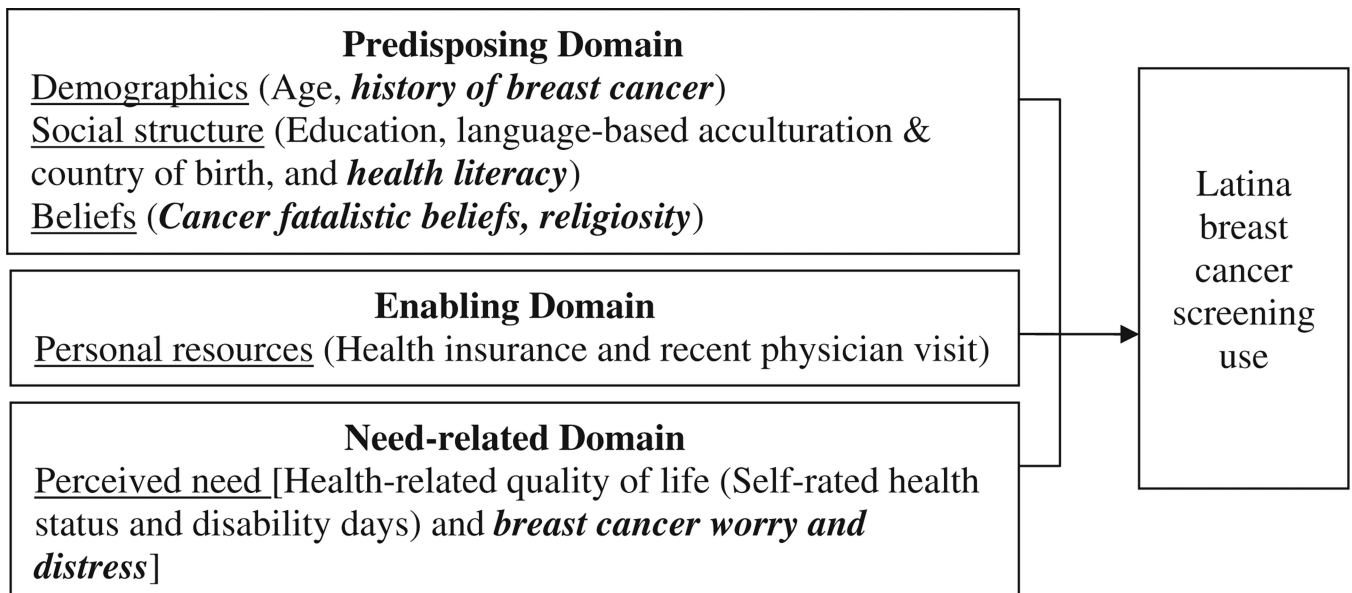 Predisposing Domain
Demographics (Age, history of breast cancer)
Social structure (Education, language-based acculturation &
country of birth, and health literacy)
Beliefs (Cancer fatalistic beliefs, religiosity)
Enabling Domain
Personal resources (Health insurance and recent physician visit)
Need-related Domain
Perceived need [Health-related quality of life (Self-rated health
status and disability days) and breast cancer worry and
distress]
Latina
breast
cancer
screening
use